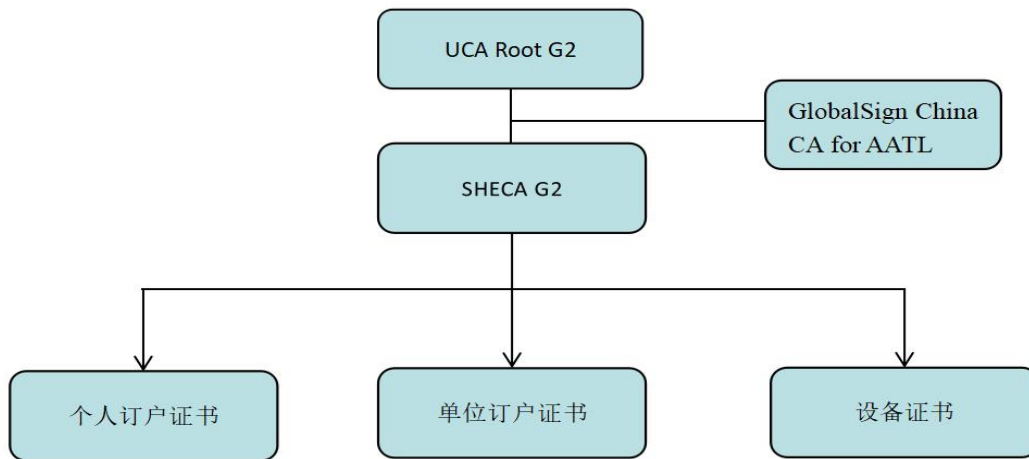 UCA Root G2
GlobalSign China
CA for AATL
SHECA G2
个人订户证书
单位订户证书
设备证书